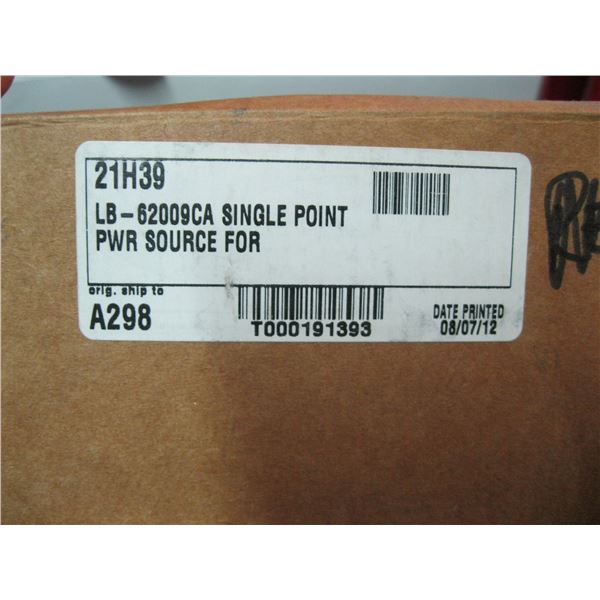 21H39
LB-62009CA SINGLE POINT
PWR SOURCE FOR
orig. ship to
A298
T000191393
DATE PRINTED
08/07/12